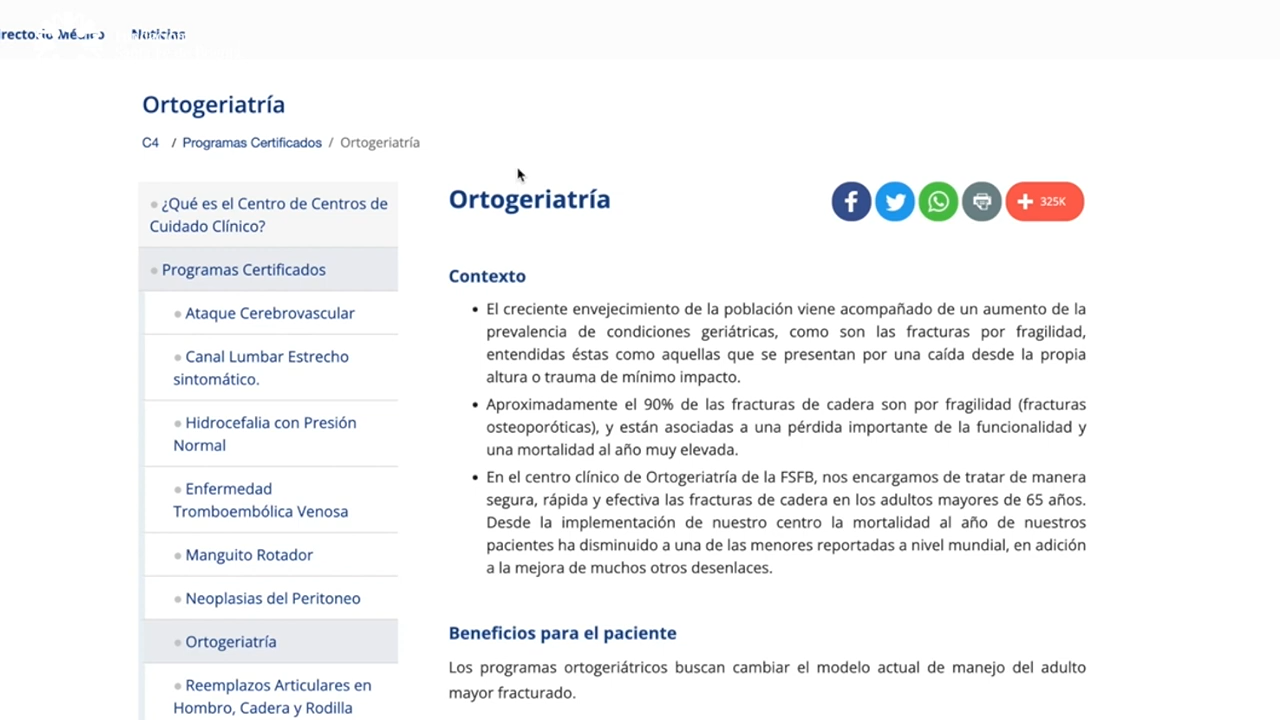 Médico
Noticias
Ortogeriatría
C4 / Programas Certificados / Ortogeriatría
¿Qué es el Centro de Centros de
Cuidado Clínico?
Programas Certificados
Ataque Cerebrovascular
Canal Lumbar Estrecho
sintomático.
Hidrocefalia con Presión
Normal
Enfermedad
Tromboembólica Venosa
Manguito Rotador
Neoplasias del Peritoneo
Ortogeriatría
Reemplazos Articulares en
Hombro, Cadera y Rodilla
Ortogeriatría
325K
Contexto
El creciente envejecimiento de la población viene acompañado de un aumento de la
prevalencia de condiciones geriátricas, como son las fracturas por fragilidad,
entendidas éstas como aquellas que se presentan por una caída desde la propia
altura o trauma de mínimo impacto.
Aproximadamente el 90% de las fracturas de cadera son por fragilidad (fracturas
osteoporóticas), y están asociadas a una pérdida importante de la funcionalidad y
una mortalidad al año muy elevada.
En el centro clínico de Ortogeriatría de la FSFB, nos encargamos de tratar de manera
segura, rápida y efectiva las fracturas de cadera en los adultos mayores de 65 años.
Desde la implementación de nuestro centro la mortalidad al año de nuestros
pacientes ha disminuido a una de las menores reportadas a nivel mundial, en adición
a la mejora de muchos otros desenlaces.
Beneficios para el paciente
Los programas ortogeriátricos buscan cambiar el modelo actual de manejo del adulto
mayor fracturado.